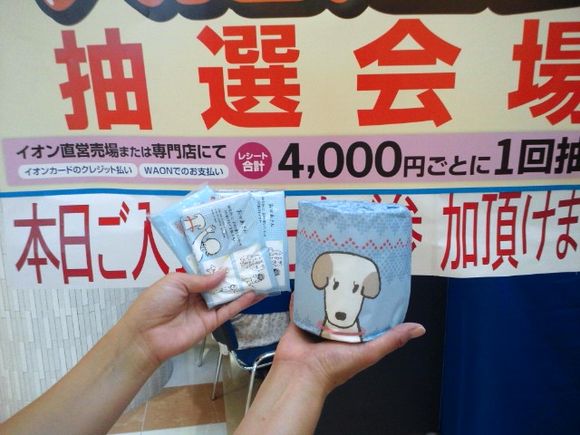 抽選会場
イオン直営売場または専門店にて
イオンカードのクレジット払い
WAONでのお支払い
レシート
合計
4,000円ごとに1回抽
本日ご入
加頂けま